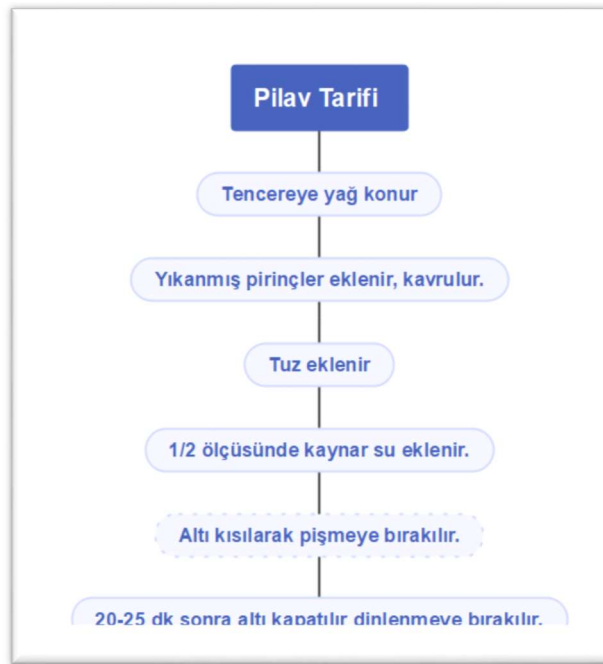 Pilav Tarifi
Tencereye yağ konur
Yıkanmış pirinçler eklenir, kavrulur.
Tuz eklenir
1/2 ölçüsünde kaynar su eklenir.
Altı kısılarak pişmeye bırakılır.
20-25 dk sonra altı kapatılır dinlenmeye bırakılır.